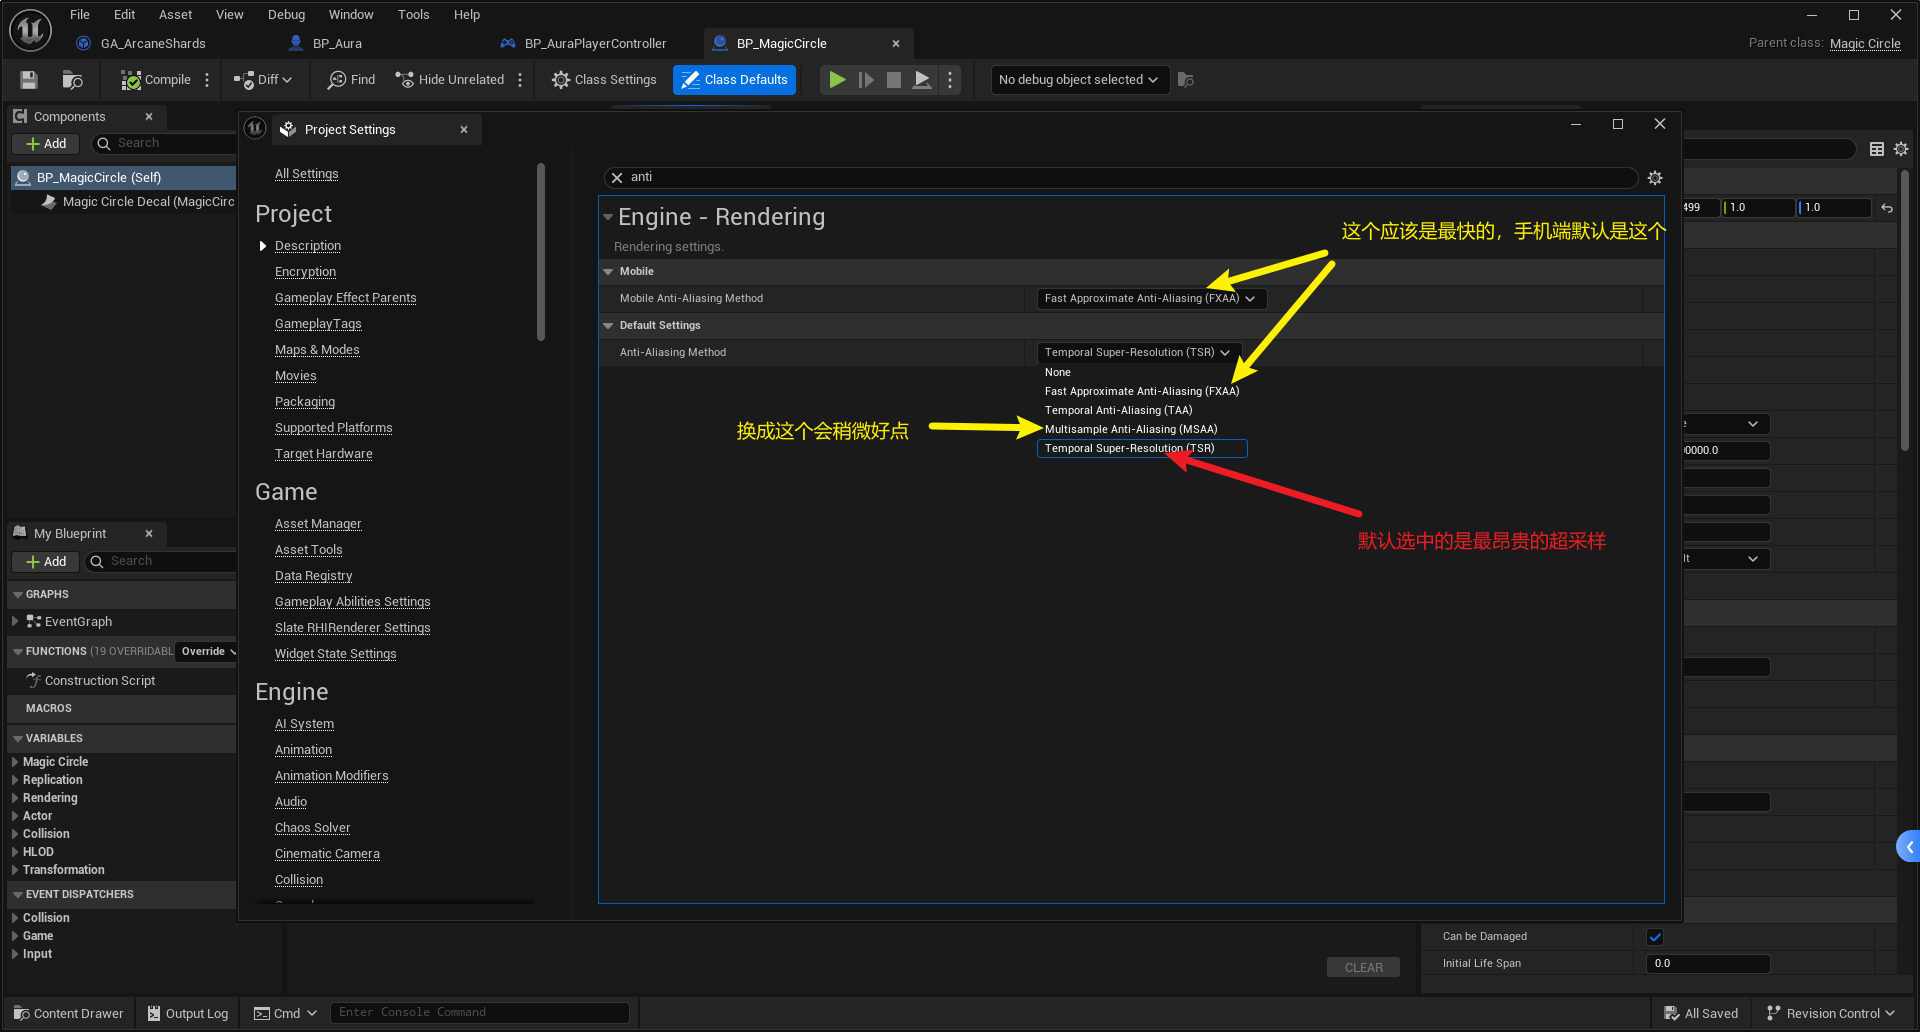 File Edit Asset View Debug Window Tools Help
GA_ArcaneShards BP_Aura BP_AuraPlayerController BP_MagicCircle
Parent class: Magic Circle
Compile Diff Find Hide Unrelated Class Settings Class Defaults No debug object selected
Components
Add Search
BP_MagicCircle (Self)
Magic Circle Decal (MagicCirc
My Blueprint
Add Search
GRAPHS
EventGraph
FUNCTIONS (19 OVERRIDABL Override
Construction Script
MACROS
VARIABLES
Magic Circle
Replication
Rendering
Actor
Collision
HLOD
Transformation
EVENT DISPATCHERS
Collision
Game
Input
Project Settings
All Settings
Project
Description
Encryption
Gameplay Effect Parents
GameplayTags
Maps & Modes
Movies
Packaging
Supported Platforms
Target Hardware
Game
Asset Manager
Asset Tools
Data Registry
Gameplay Abilities Settings
Slate RHIRenderer Settings
Widget State Settings
Engine
AI System
Animation
Animation Modifiers
Audio
Chaos Solver
Cinematic Camera
Collision
anti
Engine - Rendering
Rendering settings.
这个应该是最快的，手机端默认是这个
Mobile
Mobile Anti-Aliasing Method Fast Approximate Anti-Aliasing (FXAA)
Default Settings
Anti-Aliasing Method Temporal Super-Resolution (TSR)
None
Fast Approximate Anti-Aliasing (FXAA)
Temporal Anti-Aliasing (TAA)
Multisample Anti-Aliasing (MSAA)
Temporal Super-Resolution (TSR)
换成这个会稍微好点
默认选中的是最昂贵的超采样
499 1.0 1.0
00000.0
lt
Can be Damaged
Initial Life Span 0.0
CLEAR
Content Drawer Output Log Cmd Enter Console Command All Saved Revision Control